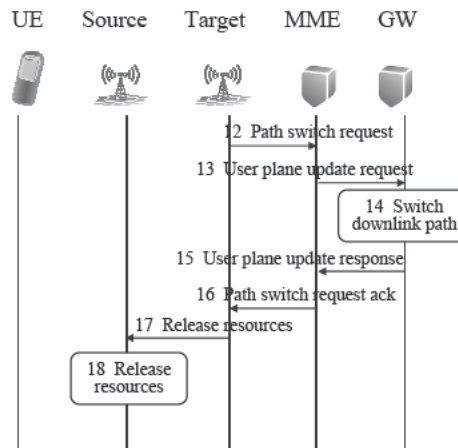 UE Source Target MME GW
12 Path switch request
13 User plane update request
14 Switch
downlink path
15 User plane update response
16 Path switch request ack
17 Release resources
18 Release
resources